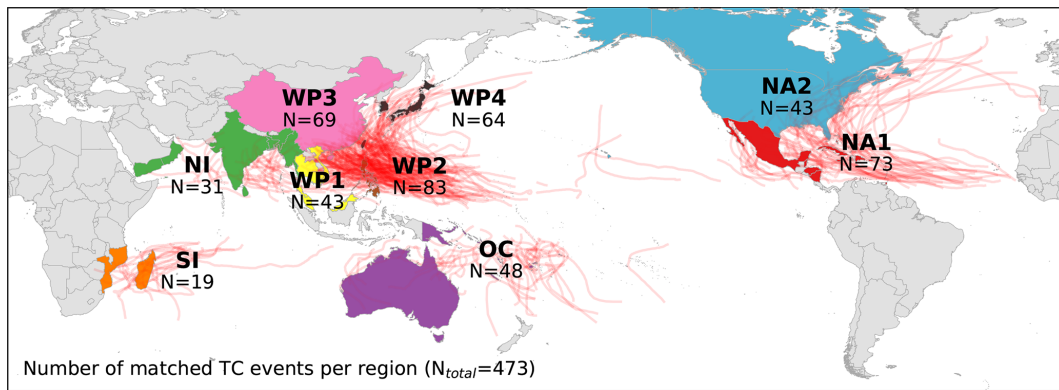 WP3
N=69
WP4
N=64
NA2
N=43
NI
N=31
WP1
N=43
WP2
N=83
NA1
N=73
SI
N=19
OC
N=48
Number of matched TC events per region (Ntotal=473)